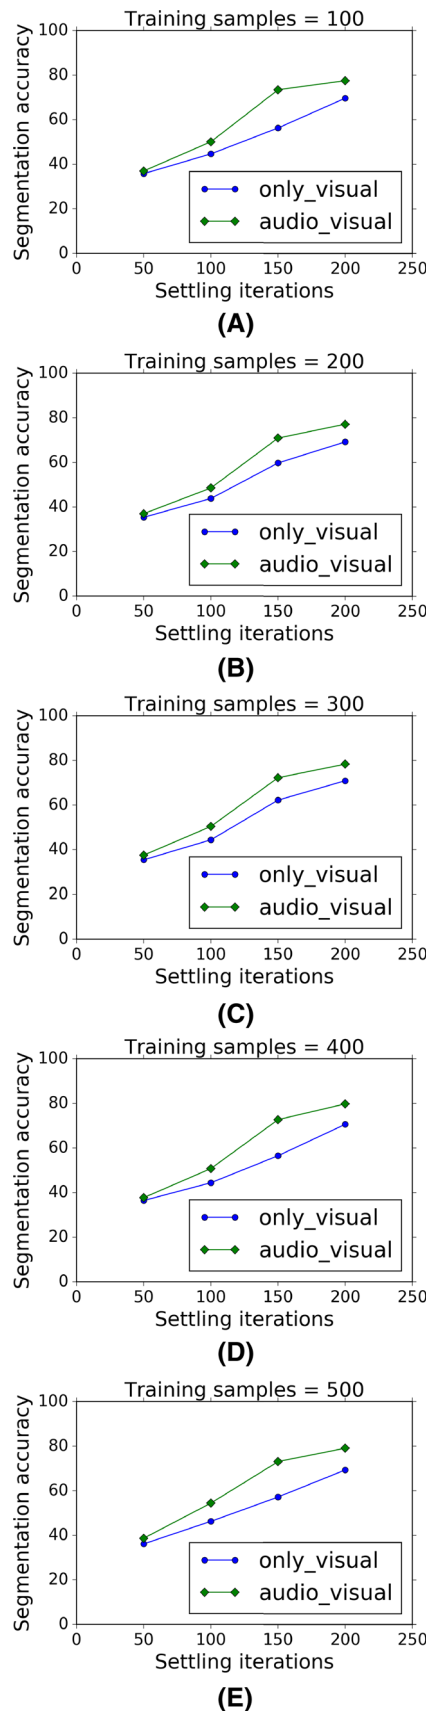 Training samples = 100
Segmentation accuracy
100
80
60
40
20
0
only_visual
audio_visual
0 50 100 150 200 250
Settling iterations
(A)
Training samples = 200
Segmentation accuracy
100
80
60
40
20
0
only_visual
audio_visual
0 50 100 150 200 250
Settling iterations
(B)
Training samples = 300
Segmentation accuracy
100
80
60
40
20
0
only_visual
audio_visual
0 50 100 150 200 250
Settling iterations
(C)
Training samples = 400
Segmentation accuracy
100
80
60
40
20
0
only_visual
audio_visual
0 50 100 150 200 250
Settling iterations
(D)
Training samples = 500
Segmentation accuracy
100
80
60
40
20
0
only_visual
audio_visual
0 50 100 150 200 250
Settling iterations
(E)